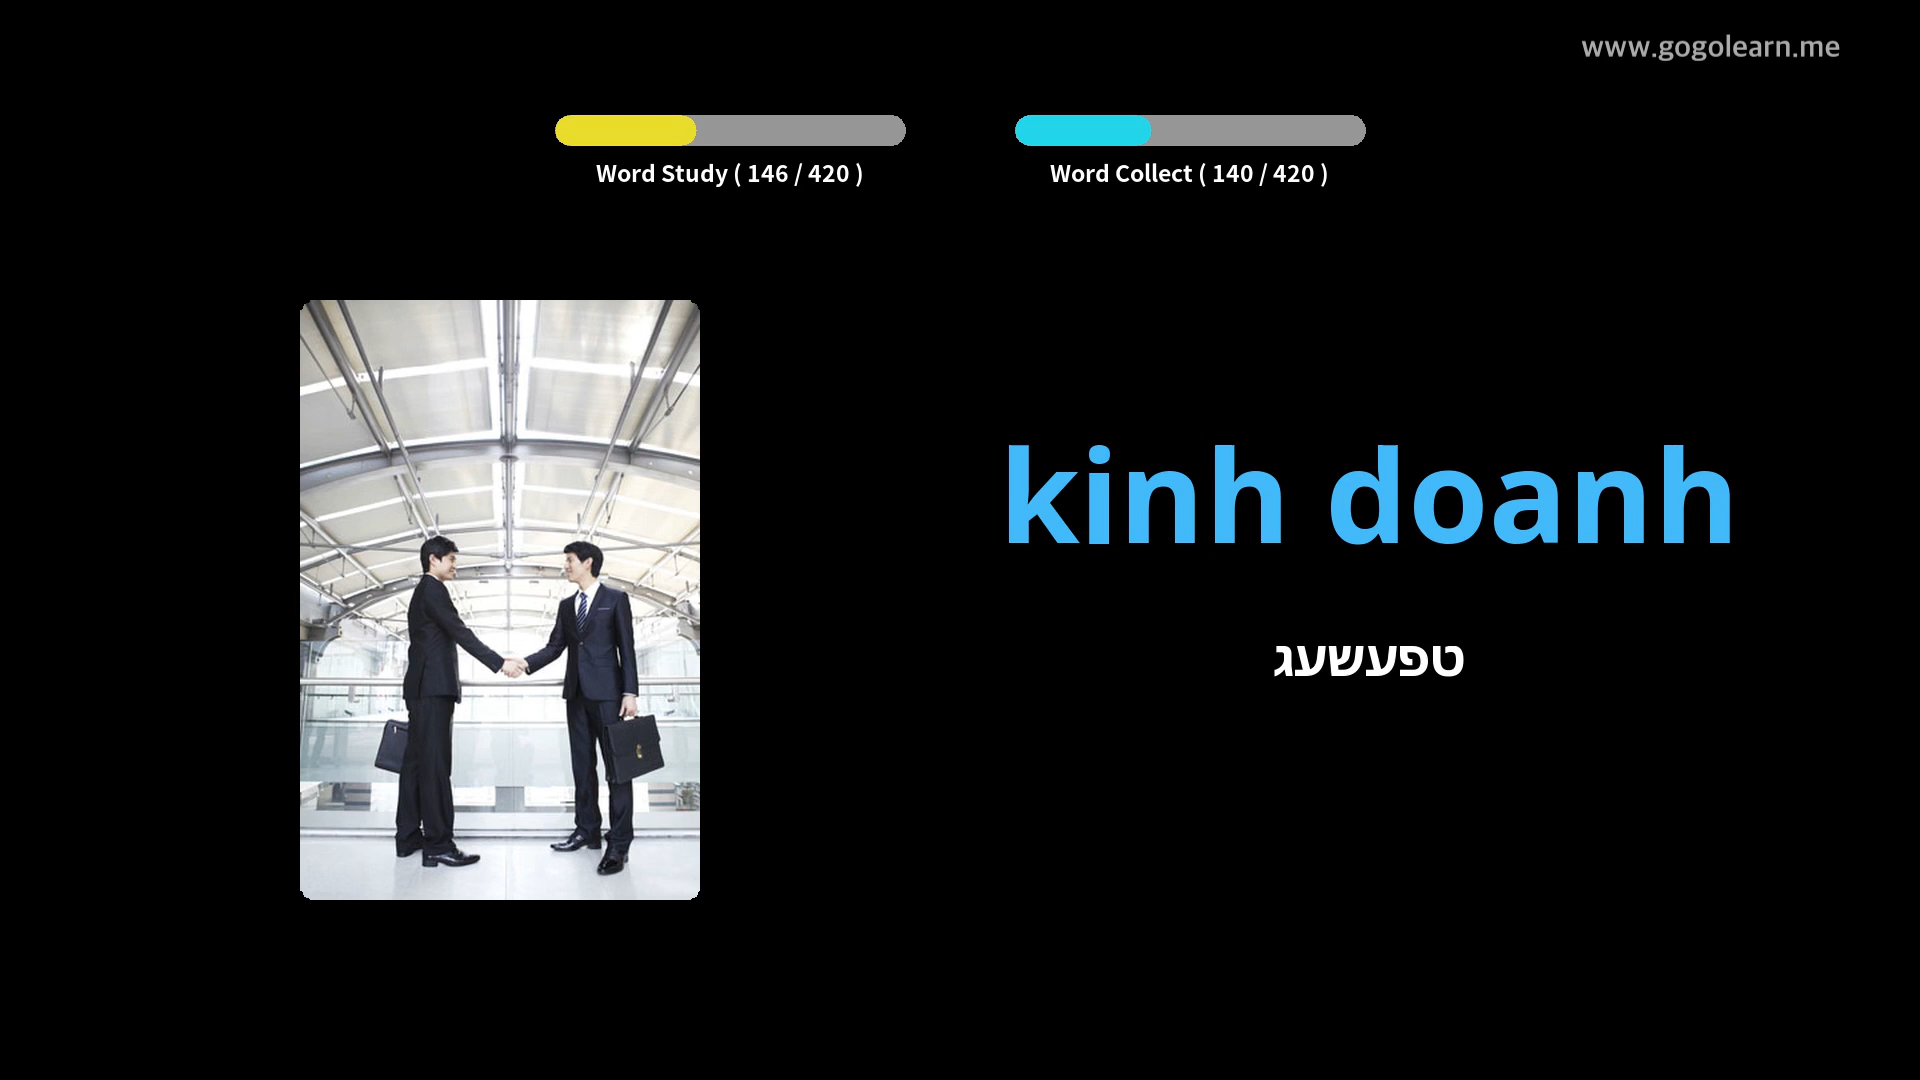 www.gogolearn.me
Word Study ( 146 / 420 )
Word Collect ( 140 / 420 )
kinh doanh
טפעשעג